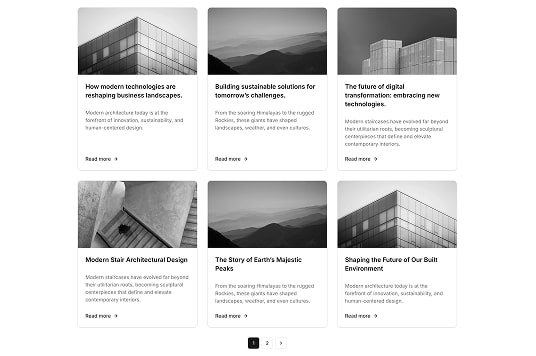 How modern technologies are
reshaping business landscapes.
Modern architecture today is at the
forefront of innovation, sustainability, and
human-centered design.
Read more
Building sustainable solutions for
tomorrow's challenges.
From the soaring Himalayas to the rugged
Rockies, these giants have shaped
landscapes, weather, and even cultures.
Read more
The future of digital
transformation: embracing new
technologies.
Modern staircases have evolved far beyond
their utilitarian roots, becoming sculptural
centerpieces that define and elevate
contemporary interiors.
Read more
Modern Stair Architectural Design
Modern staircases have evolved far beyond
their utilitarian roots, becoming sculptural
centerpieces that define and elevate
contemporary interiors.
Read more
The Story of Earth's Majestic
Peaks
From the soaring Himalayas to the rugged
Rockies, these giants have shaped
landscapes, weather, and even cultures.
Read more
Shaping the Future of Our Built
Environment
Modern architecture today is at the
forefront of innovation, sustainability, and
human-centered design.
Read more
1 2